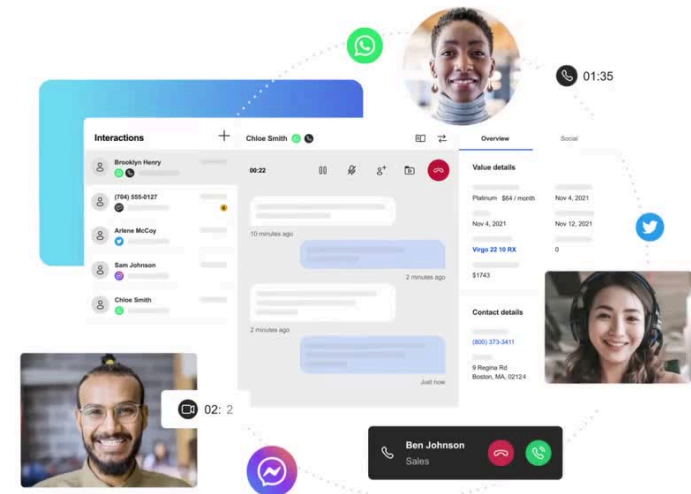 01:35
Interactions
+
Chloe Smith
Overview
Social
Brooklyn Henry
00:22
Value details
(704) 555-0127
Platinum $64 / month
Nov 4, 2021
Arlene McCoy
10 minutes ago
Nov 4, 2021
Nov 12, 2021
Virgo 22 10 RX
0
Sam Johnson
2 minutes ago
$1743
Chloe Smith
Contact details
2 minutes ago
(800) 373-3411
9 Regina Rd
Boston, MA, 02124
Just now
02: 2
Ben Johnson
Sales